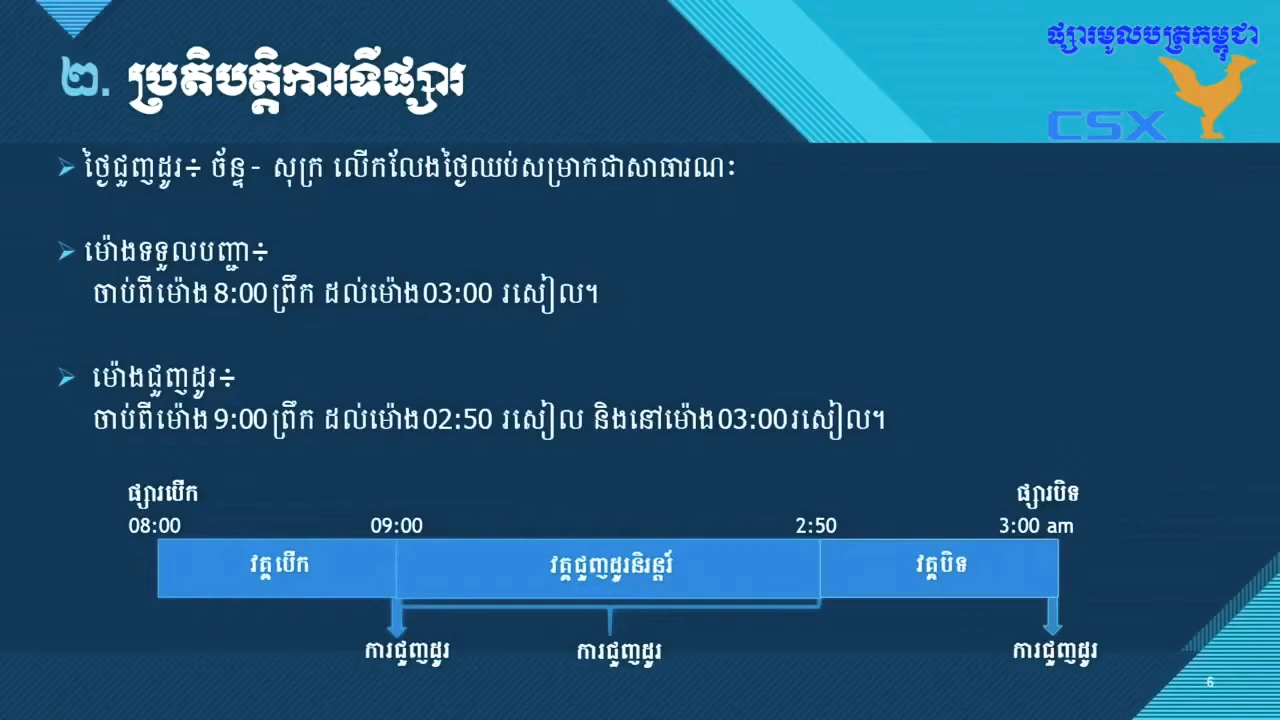 ផ្សារមូលបត្រកម្ពុជា
CSX
២. ប្រតិបត្តិការទីផ្សារ
ថ្ងៃជួញដូរ÷ ច័ន្ទ- សុក្រ លើកលែងថ្ងៃឈប់សម្រាកជាសាធារណៈ
ម៉ោងទទួលបញ្ជា÷
ចាប់ពីម៉ោង 8:00 ព្រឹក ដល់ម៉ោង 03:00 រសៀល។
ម៉ោងជួញដូរ÷
ចាប់ពីម៉ោង 9:00 ព្រឹក ដល់ម៉ោង 02:50 រសៀល និងនៅម៉ោង 03:00 រសៀល។
ផ្សារបើក ផ្សារបិទ
08:00 09:00 2:50 3:00 am
វគ្គបើក វគ្គជួញដូរនិរន្តរ៍ វគ្គបិទ
ការជួញដូរ ការជួញដូរ ការជួញដូរ
6